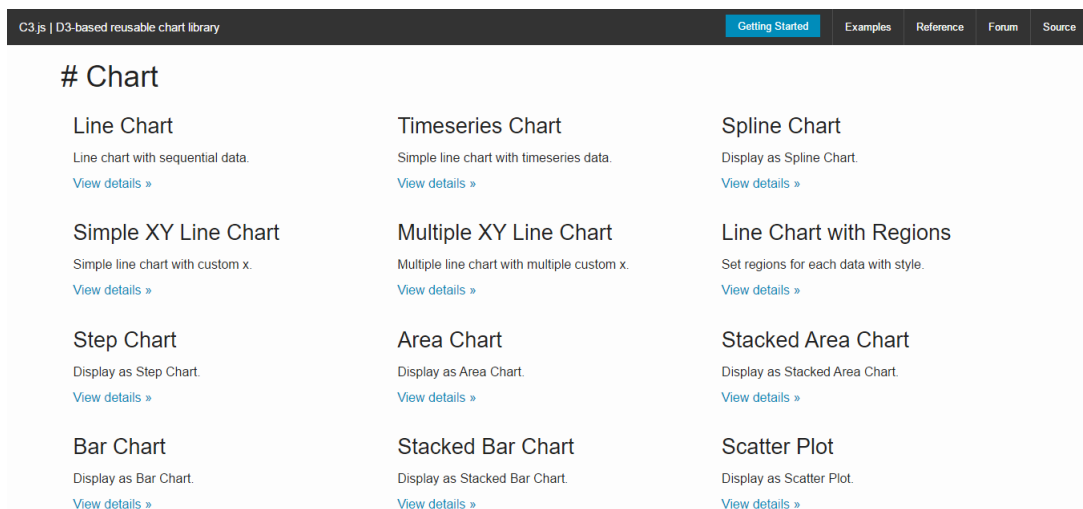 C3.js | D3-based reusable chart library
Getting Started
Examples
Reference
Forum
Source
# Chart
Line Chart
Line chart with sequential data.
View details »
Timeseries Chart
Simple line chart with timeseries data.
View details »
Spline Chart
Display as Spline Chart.
View details »
Simple XY Line Chart
Simple line chart with custom x.
View details »
Multiple XY Line Chart
Multiple line chart with multiple custom x.
View details »
Line Chart with Regions
Set regions for each data with style.
View details »
Step Chart
Display as Step Chart.
View details »
Area Chart
Display as Area Chart.
View details »
Stacked Area Chart
Display as Stacked Area Chart.
View details »
Bar Chart
Display as Bar Chart.
View details »
Stacked Bar Chart
Display as Stacked Bar Chart.
View details »
Scatter Plot
Display as Scatter Plot.
View details »